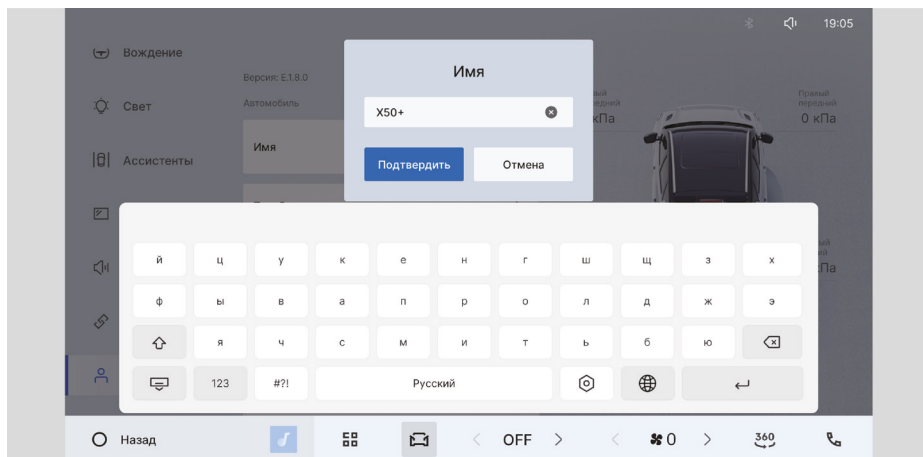 19:05
Вождение
Имя
Версия: E.1.8.0
Правый
передний
0 кПа
Свет
Автомобиль
X50+
кПа
Имя
Ассистенты
Подтвердить Отмена
й ц у к е н г ш щ з х
ф ы в а п р о л д ж э
я ч с м и т ь б ю
123 #?! Русский
Назад OFF 0 360